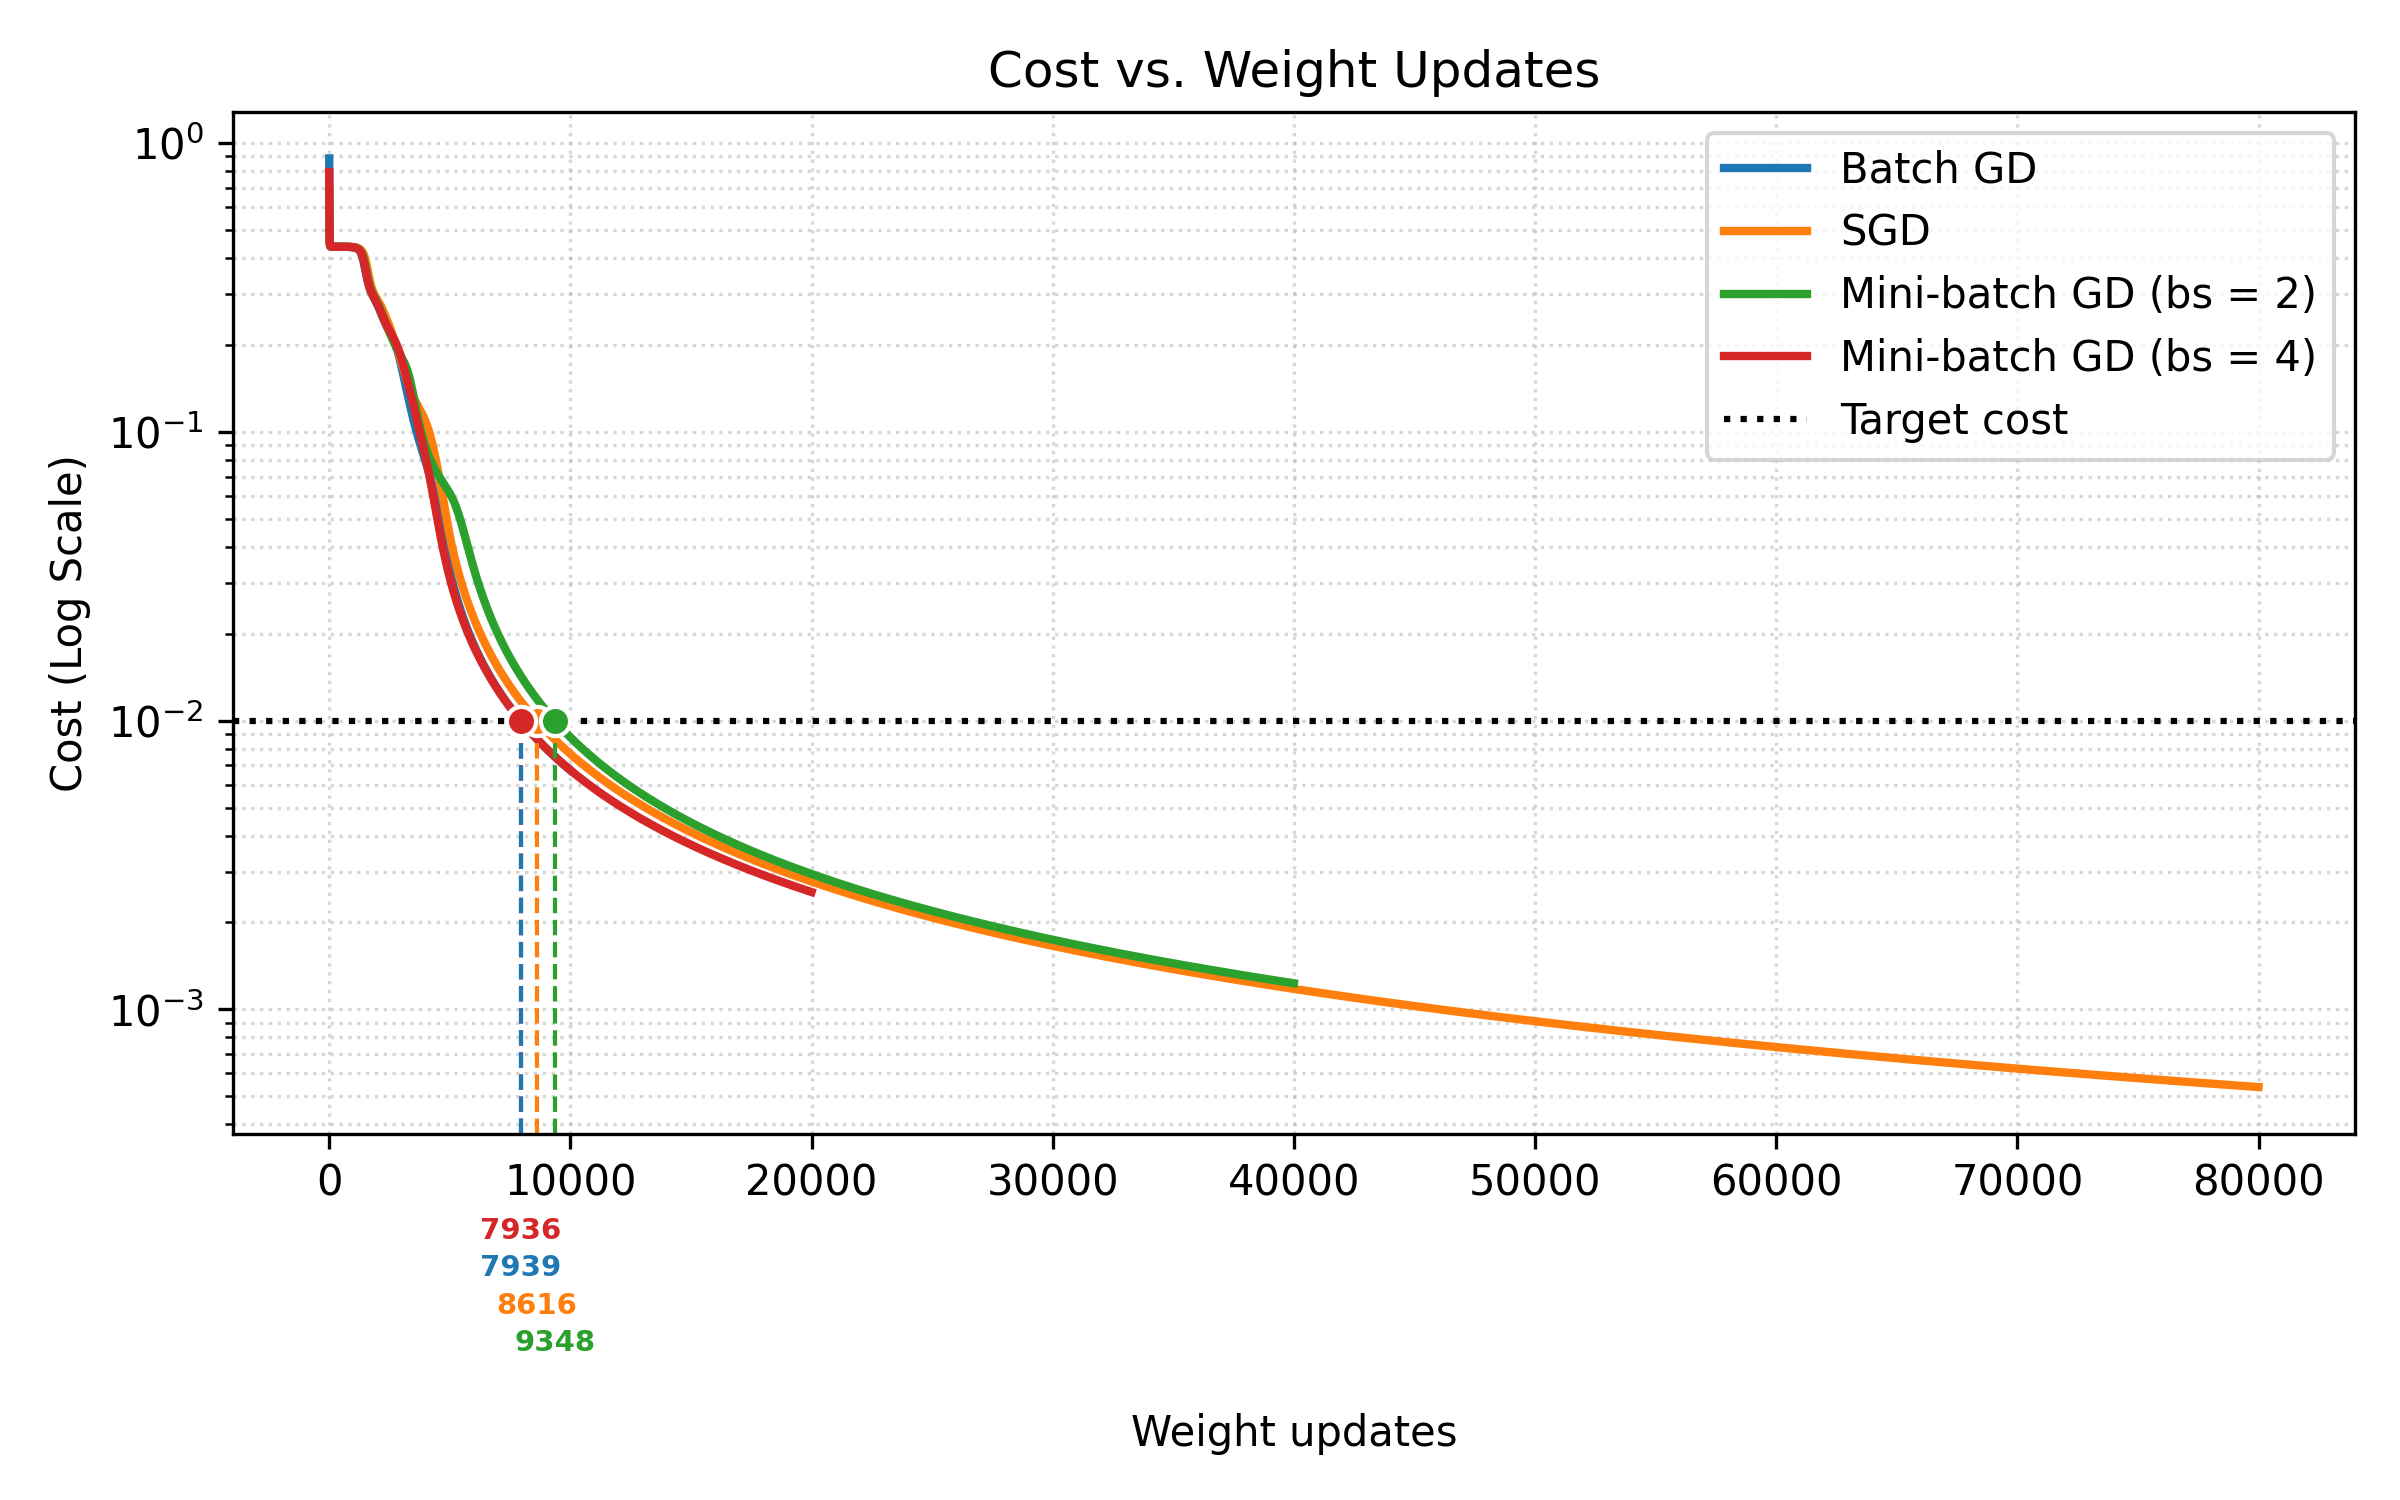 Cost vs. Weight Updates
Cost (Log Scale)
10⁰
10⁻¹
10⁻²
10⁻³
Batch GD
SGD
Mini-batch GD (bs = 2)
Mini-batch GD (bs = 4)
Target cost
0 10000 20000 30000 40000 50000 60000 70000 80000
7936
7939
8616
9348
Weight updates